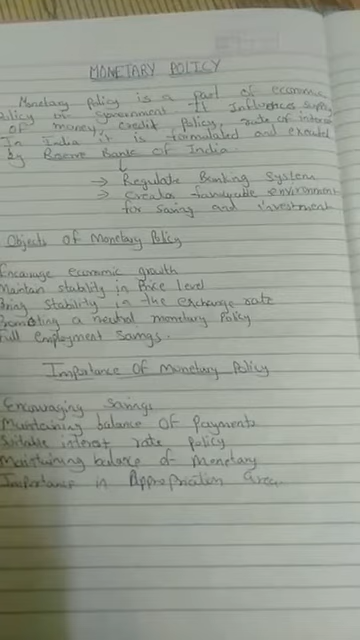 MONETARY POLICY
Monetary Policy is a part of economic
Policy in government. It Influences supply
of money, credit Policy, rate of interest
In India it is formulated and executed
by Reserve Bank of India.
→ Regulate Banking System
→ Creates favourable environment
for saving and investment
Objects of Monetary Policy
Encourage economic growth
Maintan stability in Price level
Bring stability in the exchange rate
Promoting a neutral monetary Policy
Full employment Savings.
Importance Of Monetary Policy
Encouraging Savings
Maintaining balance of Payments
Suitable interest rate Policy
Maintaining balance of Monetary
Importance in Appropriation Area